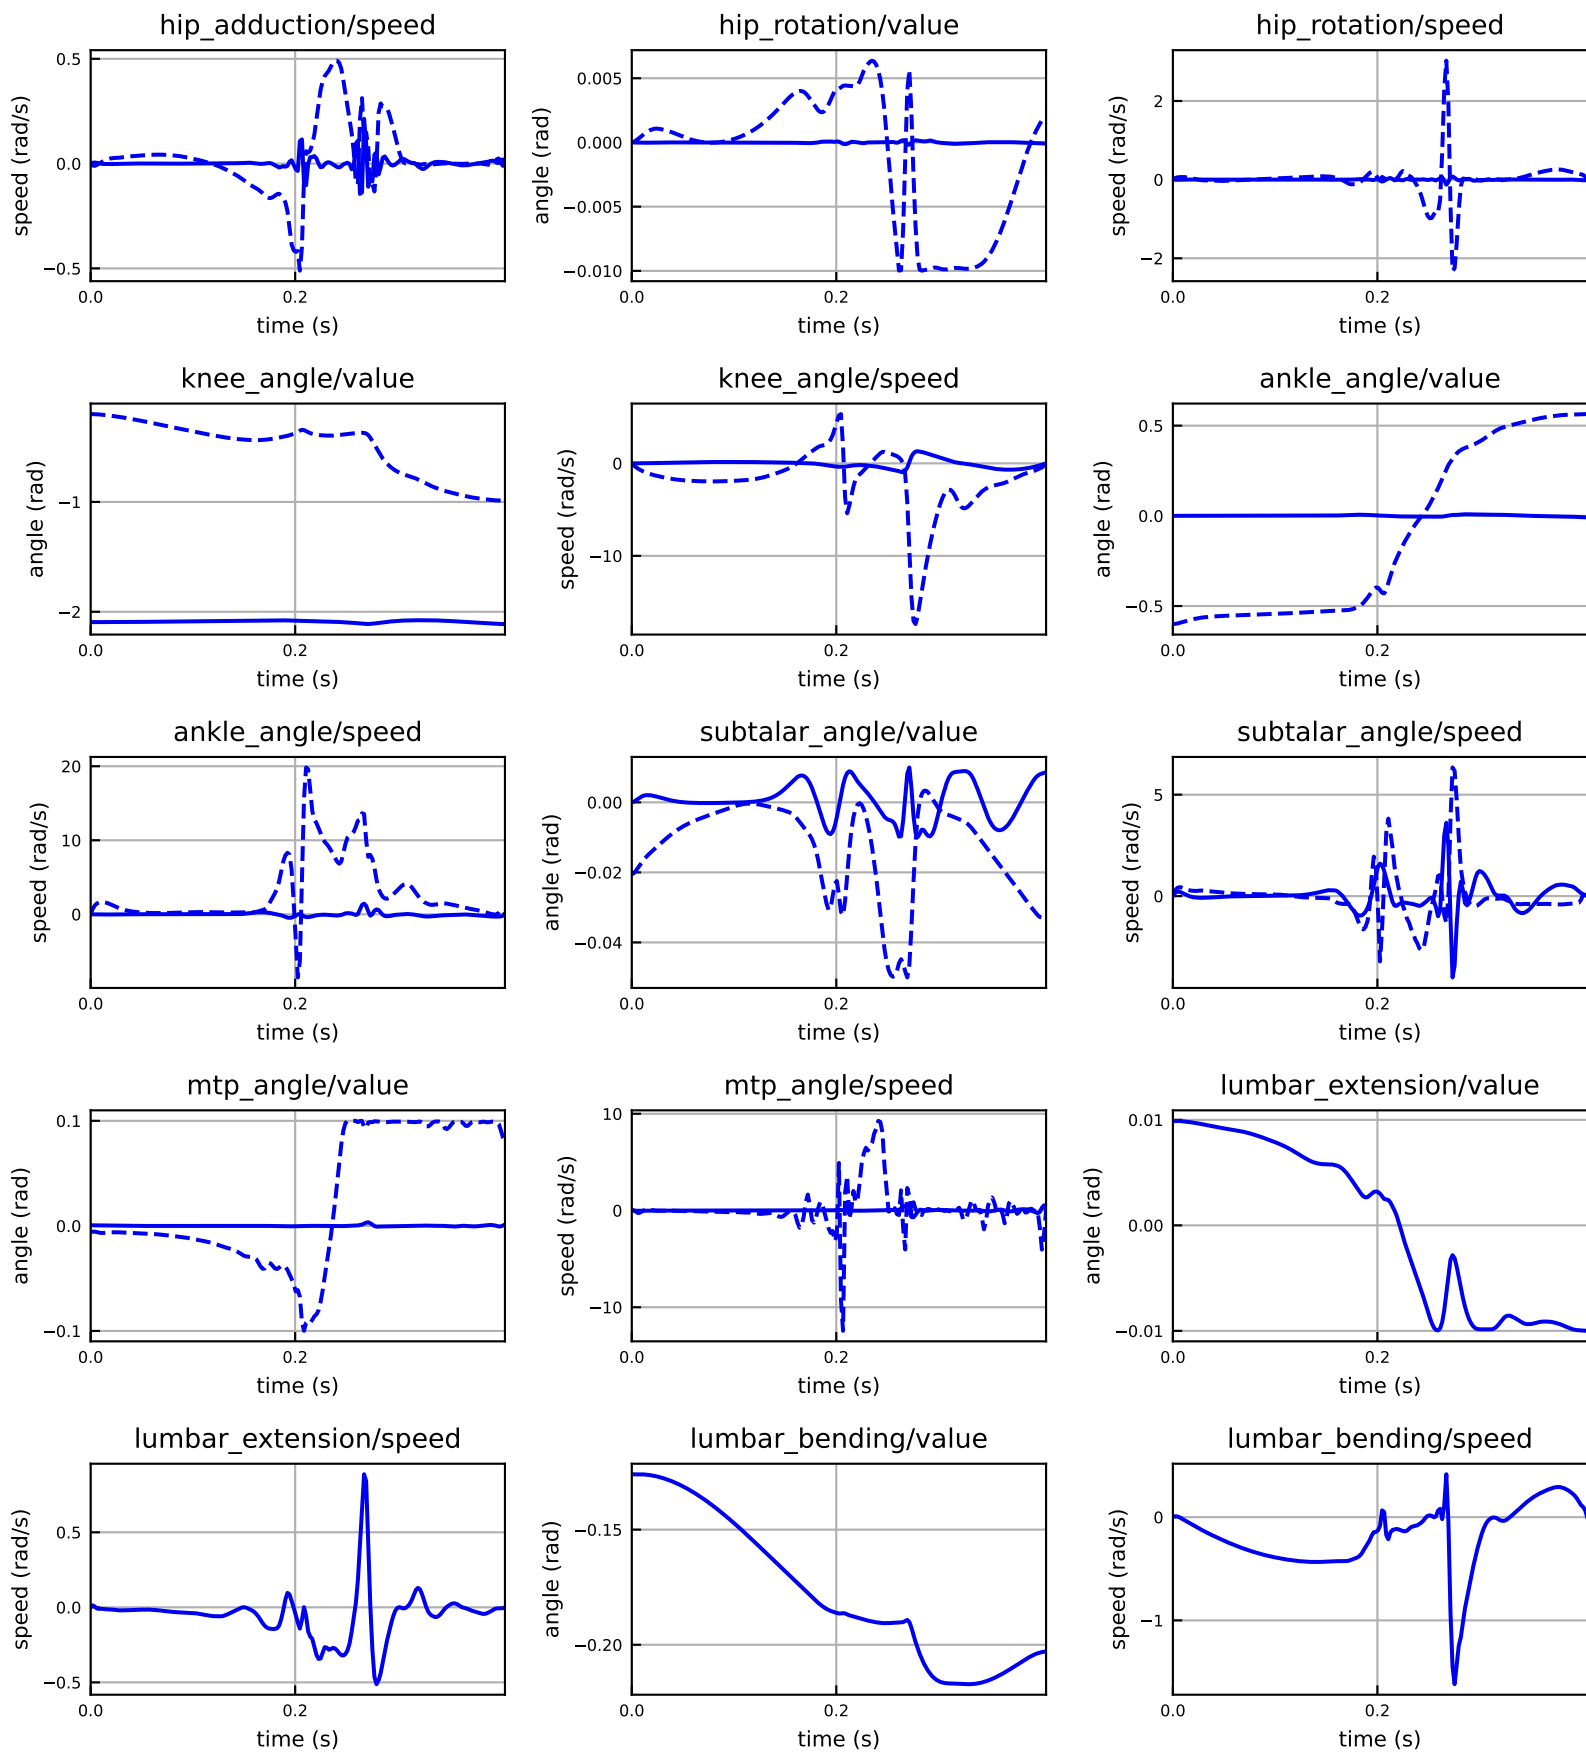 hip_adduction/speed
speed (rad/s)
0.5
0.0
−0.5
0.0
0.2
time (s)
hip_rotation/value
angle (rad)
0.005
0.000
−0.005
−0.010
0.0
0.2
time (s)
hip_rotation/speed
speed (rad/s)
2
0
−2
0.0
0.2
time (s)
knee_angle/value
angle (rad)
−1
−2
0.0
0.2
time (s)
knee_angle/speed
speed (rad/s)
0
−10
0.0
0.2
time (s)
ankle_angle/value
angle (rad)
0.5
0.0
−0.5
0.0
0.2
time (s)
ankle_angle/speed
speed (rad/s)
20
10
0
0.0
0.2
time (s)
subtalar_angle/value
angle (rad)
0.00
−0.02
−0.04
0.0
0.2
time (s)
subtalar_angle/speed
speed (rad/s)
5
0
0.0
0.2
time (s)
mtp_angle/value
angle (rad)
0.1
0.0
−0.1
0.0
0.2
time (s)
mtp_angle/speed
speed (rad/s)
10
0
−10
0.0
0.2
time (s)
lumbar_extension/value
angle (rad)
0.01
0.00
−0.01
0.0
0.2
time (s)
lumbar_extension/speed
speed (rad/s)
0.5
0.0
−0.5
0.0
0.2
time (s)
lumbar_bending/value
angle (rad)
−0.15
−0.20
0.0
0.2
time (s)
lumbar_bending/speed
speed (rad/s)
0
−1
0.0
0.2
time (s)